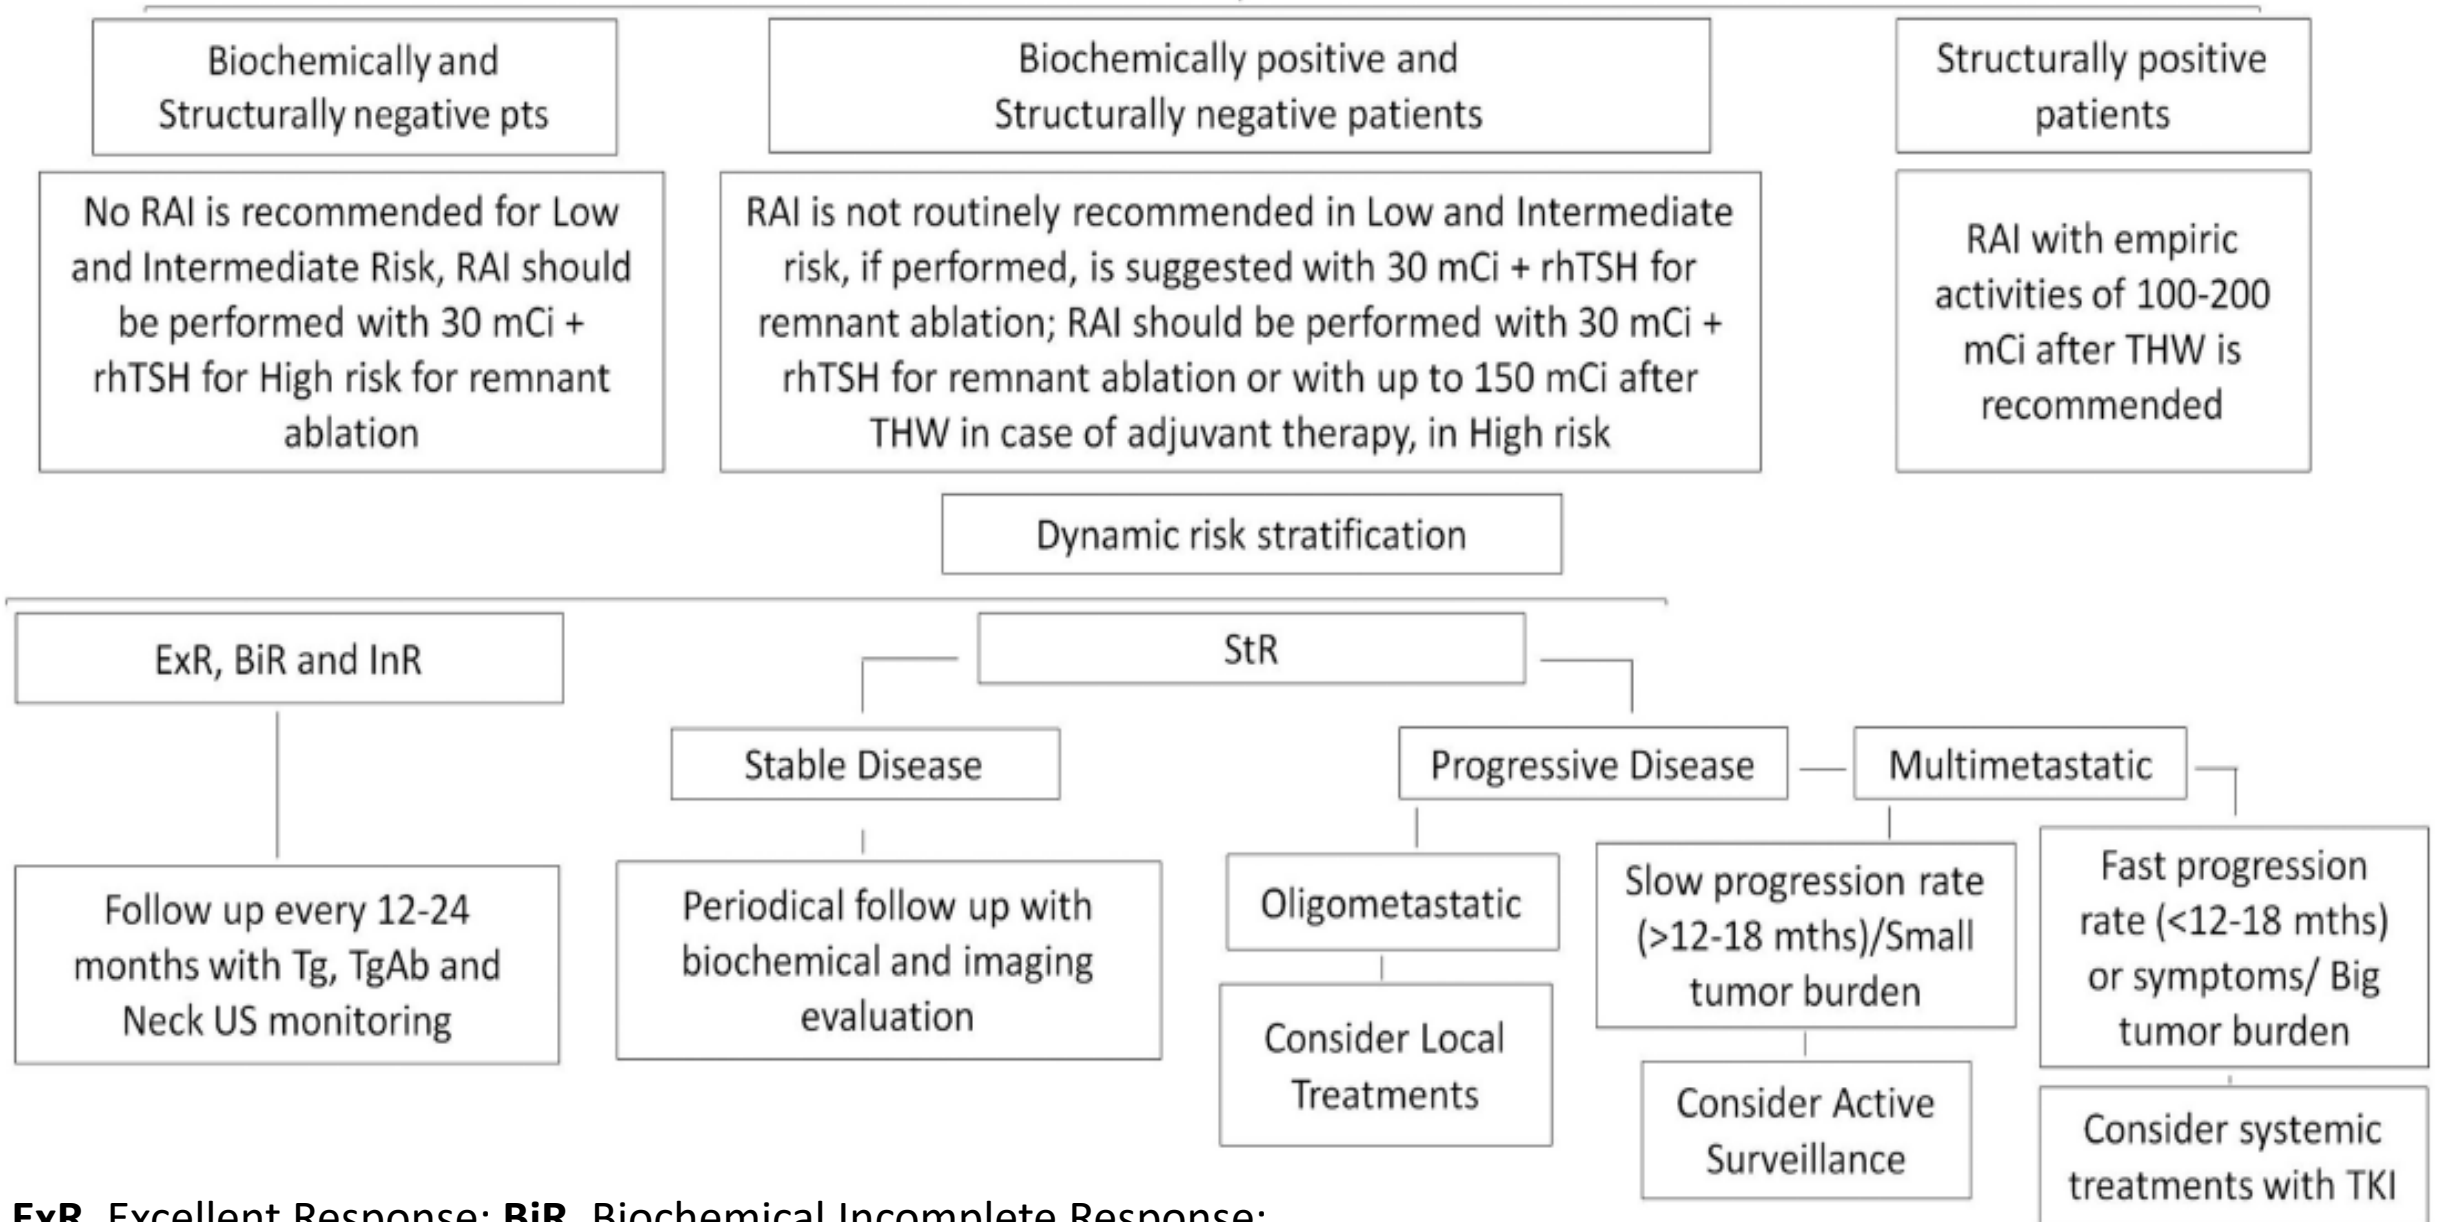 Biochemically and
Structurally negative pts
Biochemically positive and
Structurally negative patients
Structurally positive
patients
No RAI is recommended for Low
and Intermediate Risk, RAI should
be performed with 30 mCi +
rhTSH for High risk for remnant
ablation
RAI is not routinely recommended in Low and Intermediate
risk, if performed, is suggested with 30 mCi + rhTSH for
remnant ablation; RAI should be performed with 30 mCi +
rhTSH for remnant ablation or with up to 150 mCi after
THW in case of adjuvant therapy, in High risk
RAI with empiric
activities of 100-200
mCi after THW is
recommended
Dynamic risk stratification
ExR, BiR and InR
StR
Stable Disease
Progressive Disease
Multimetastatic
Follow up every 12-24
months with Tg, TgAb and
Neck US monitoring
Periodical follow up with
biochemical and imaging
evaluation
Oligometastatic
Consider Local
Treatments
Slow progression rate
(>12-18 mths)/Small
tumor burden
Consider Active
Surveillance
Fast progression
rate (<12-18 mths)
or symptoms/ Big
tumor burden
Consider systemic
treatments with TKI
ExR, Excellent Response; BiR, Biochemical Incomplete Response;